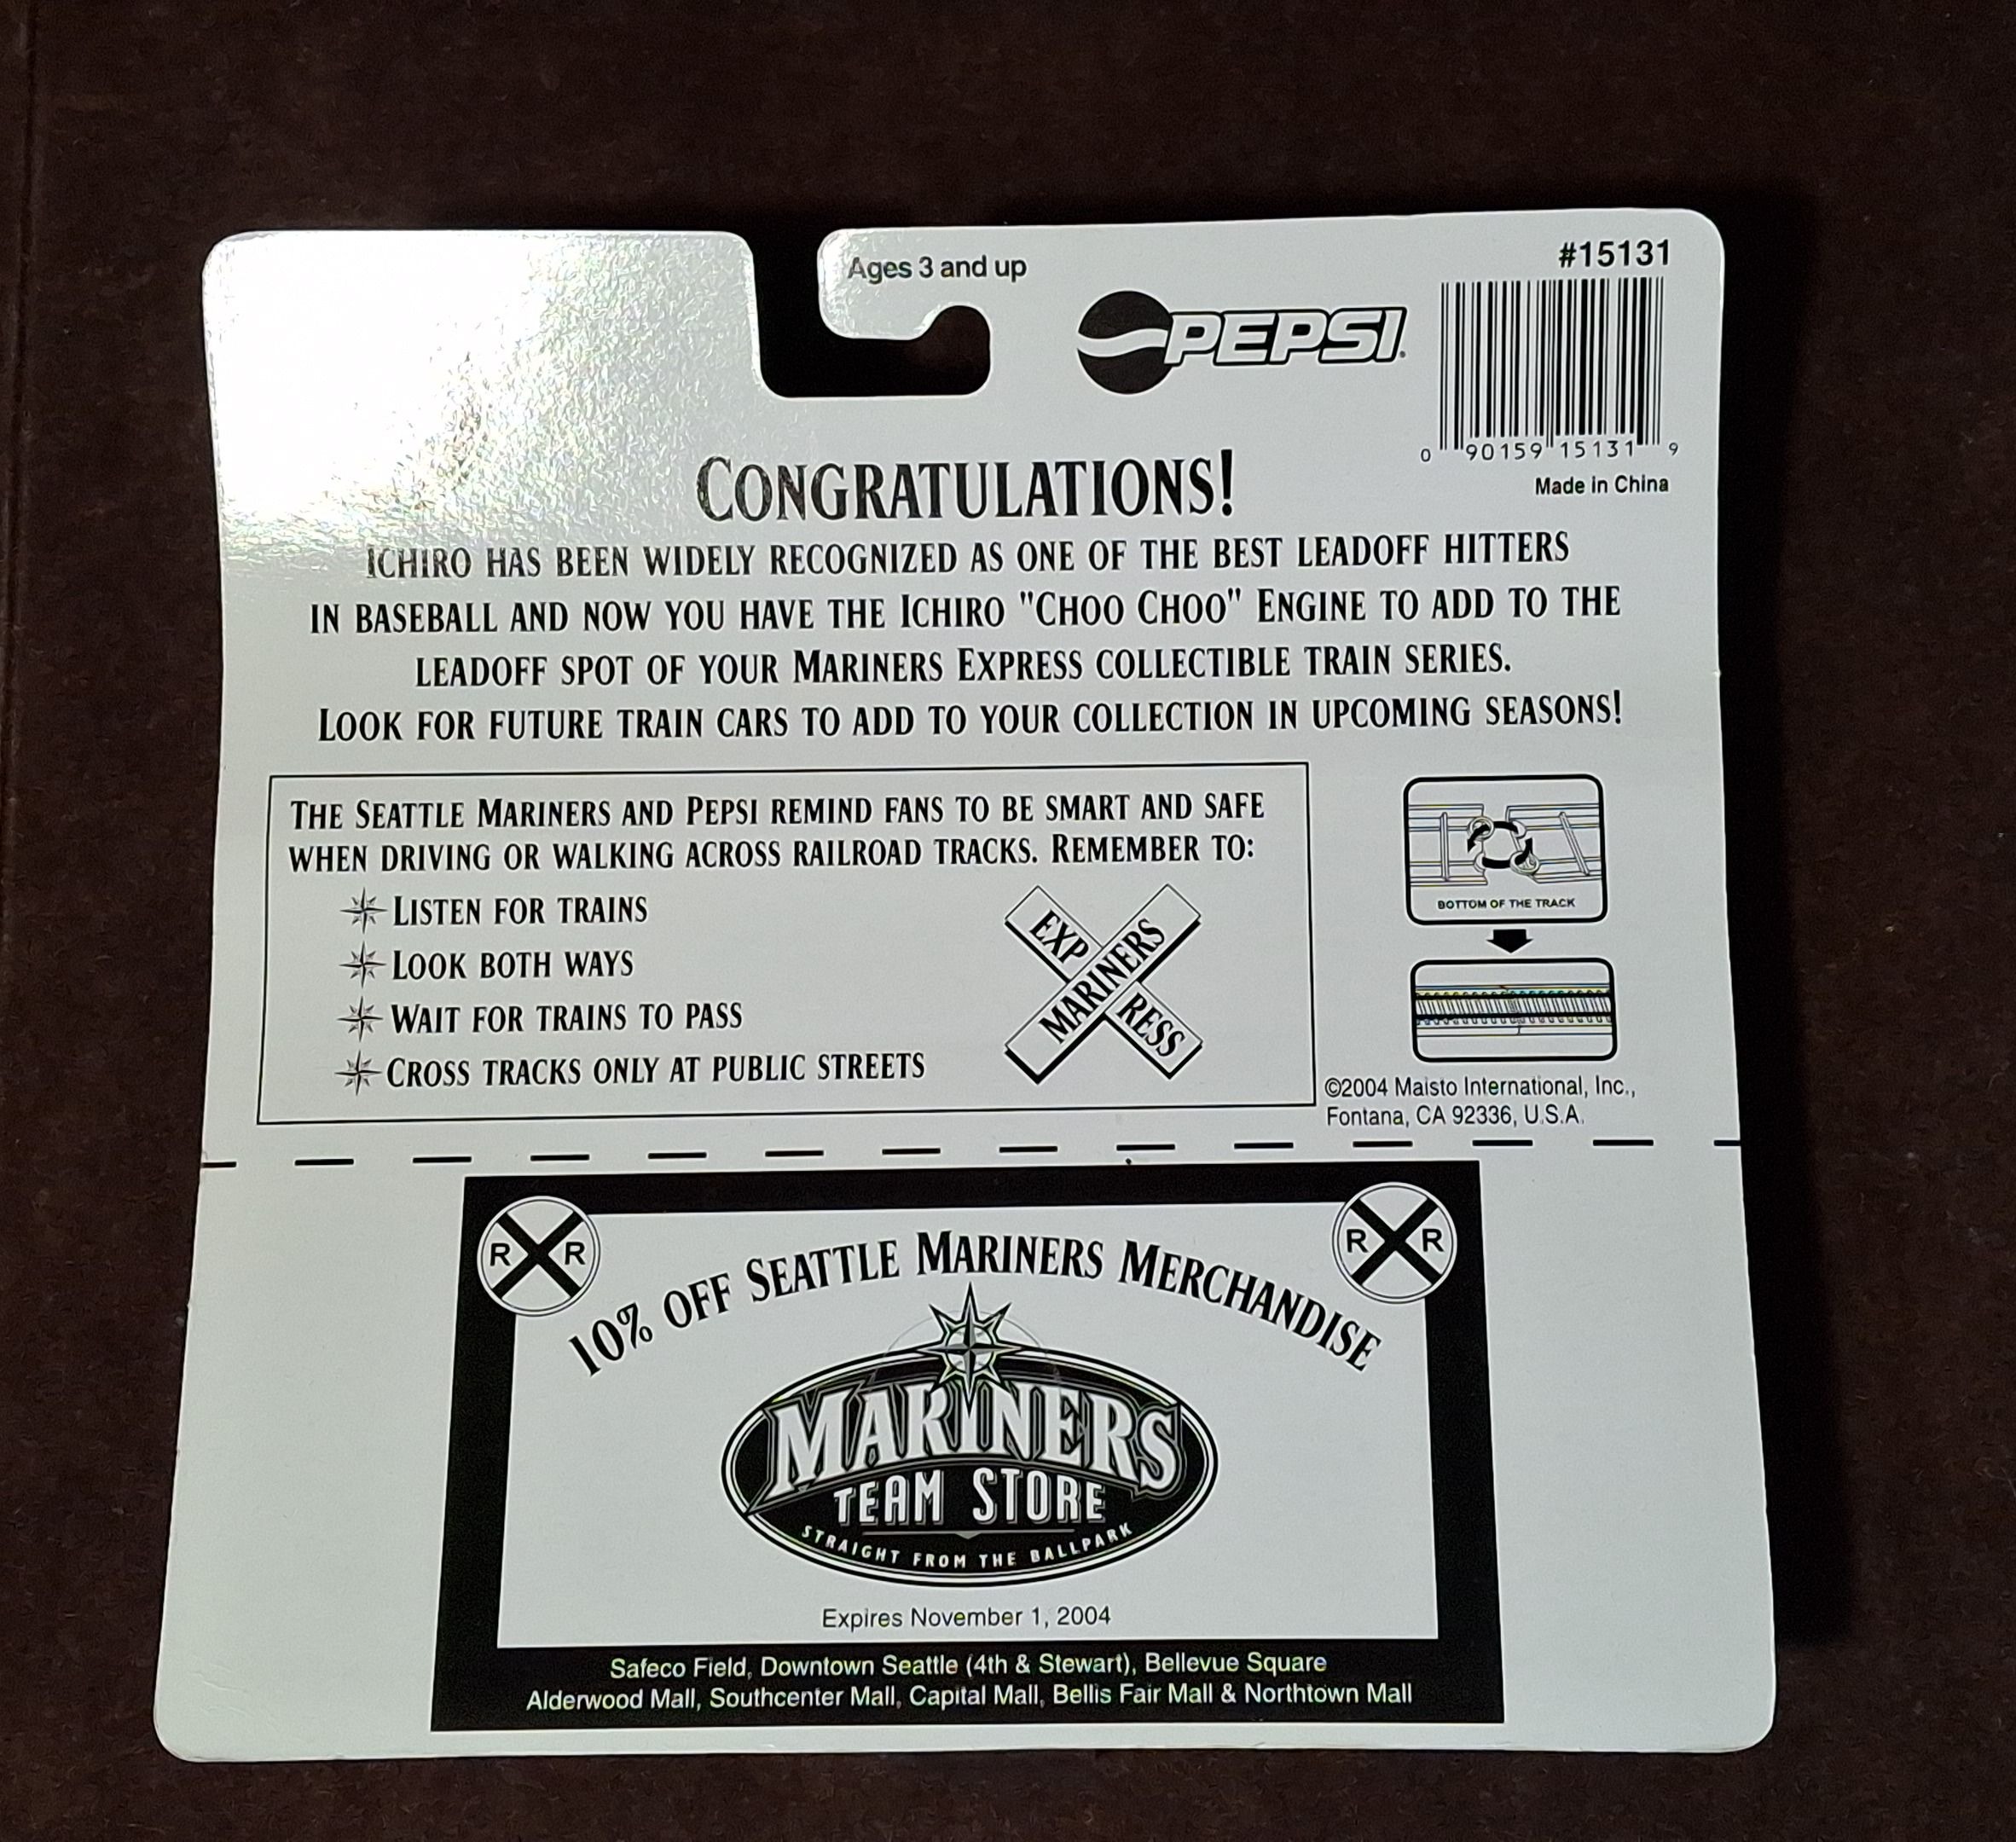 Ages 3 and up
#15131
PEPSI.
0 90159 15131 9
Made in China
CONGRATULATIONS!
ICHIRO HAS BEEN WIDELY RECOGNIZED AS ONE OF THE BEST LEADOFF HITTERS
IN BASEBALL AND NOW YOU HAVE THE ICHIRO "CHOO CHOO" ENGINE TO ADD TO THE
LEADOFF SPOT OF YOUR MARINERS EXPRESS COLLECTIBLE TRAIN SERIES.
LOOK FOR FUTURE TRAIN CARS TO ADD TO YOUR COLLECTION IN UPCOMING SEASONS!
THE SEATTLE MARINERS AND PEPSI REMIND FANS TO BE SMART AND SAFE
WHEN DRIVING OR WALKING ACROSS RAILROAD TRACKS. REMEMBER TO:
LISTEN FOR TRAINS
LOOK BOTH WAYS
WAIT FOR TRAINS TO PASS
CROSS TRACKS ONLY AT PUBLIC STREETS
EXP RESS
MARINERS
BOTTOM OF THE TRACK
©2004 Maisto International, Inc.,
Fontana, CA 92336, U.S.A.
R R
R R
10% OFF SEATTLE MARINERS MERCHANDISE
MARINERS
TEAM STORE
STRAIGHT FROM THE BALLPARK
Expires November 1, 2004
Safeco Field, Downtown Seattle (4th & Stewart), Bellevue Square
Alderwood Mall, Southcenter Mall, Capital Mall, Bellis Fair Mall & Northtown Mall